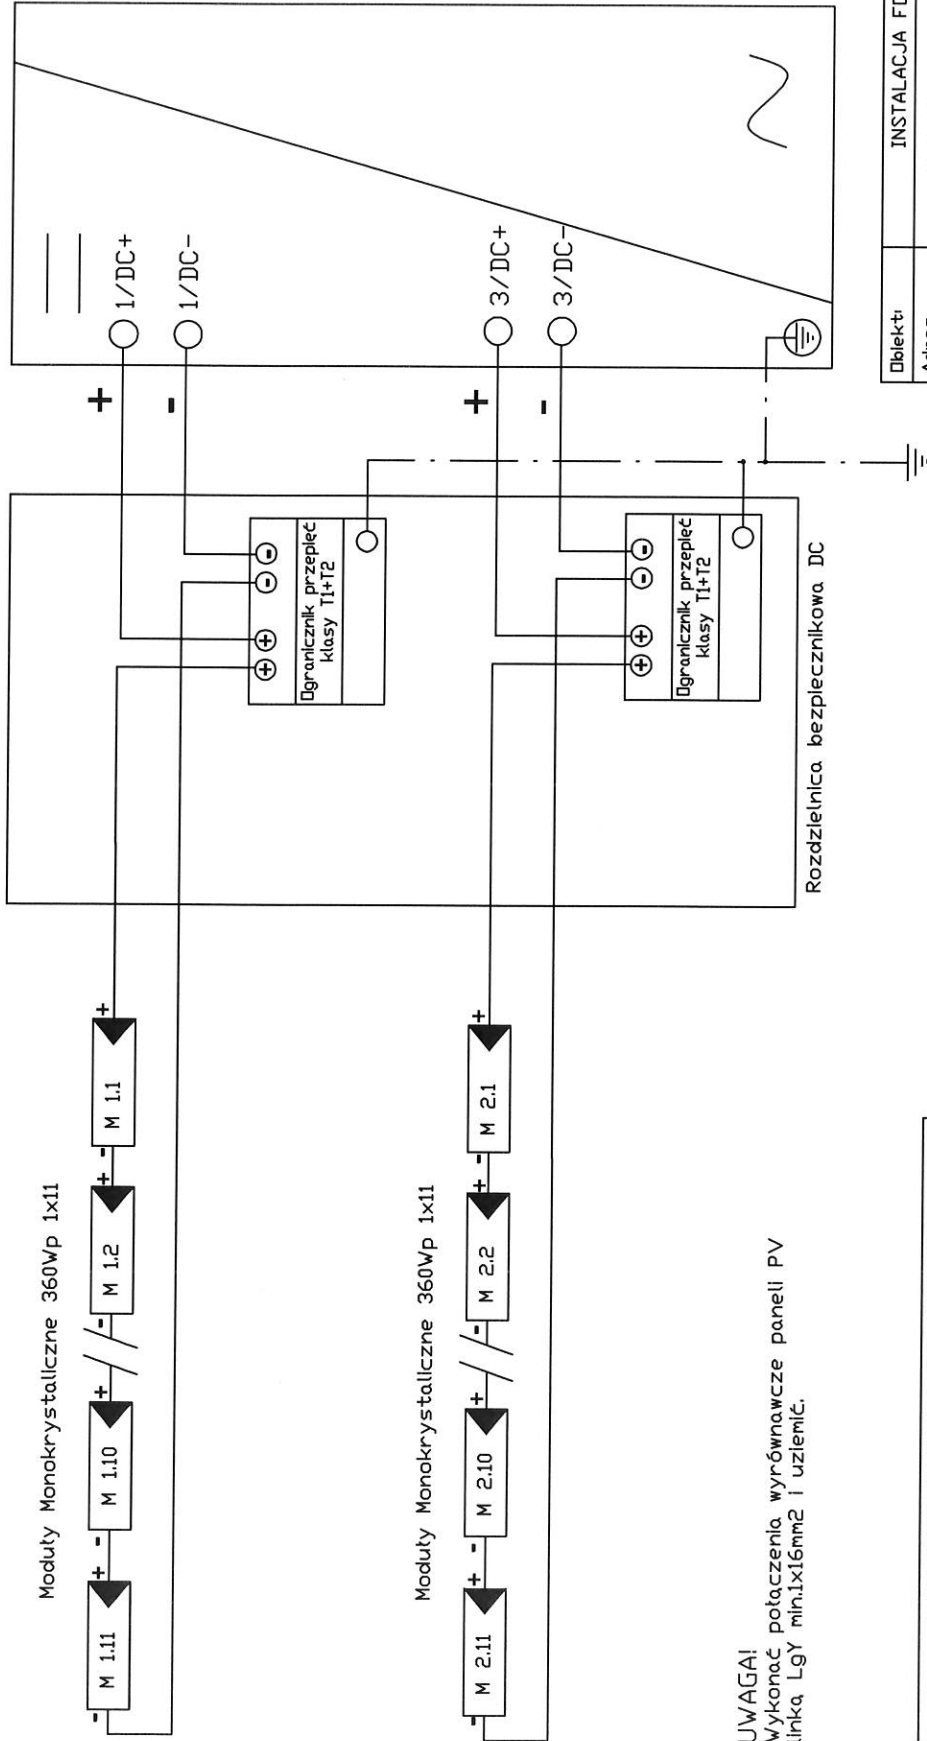 1/DC+
1/DC-
3/DC+
3/DC-
+
-
+
-
Ogranicznik przepięć
klasy T1+T2
+ + - -
Ogranicznik przepięć
klasy T1+T2
+ + - -
Rozdzielnica bezpiecznikowa DC
Moduły Monokrystaliczne 360Wp 1x11
- M 1.11 + - M 1.10 + - M 1.2 + - M 1.1 +
Moduły Monokrystaliczne 360Wp 1x11
- M 2.11 + - M 2.10 + - M 2.2 + - M 2.1 +
UWAGA!
Wykonać połączenia wyrównawcze paneli PV
linką LgY min.1x16mm2 i uziemić.
Obiekt: INSTALACJA